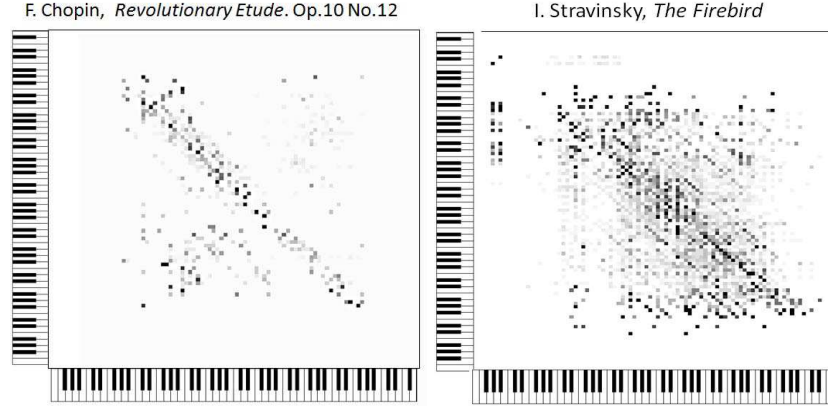 F. Chopin, Revolutionary Etude. Op.10 No.12
I. Stravinsky, The Firebird